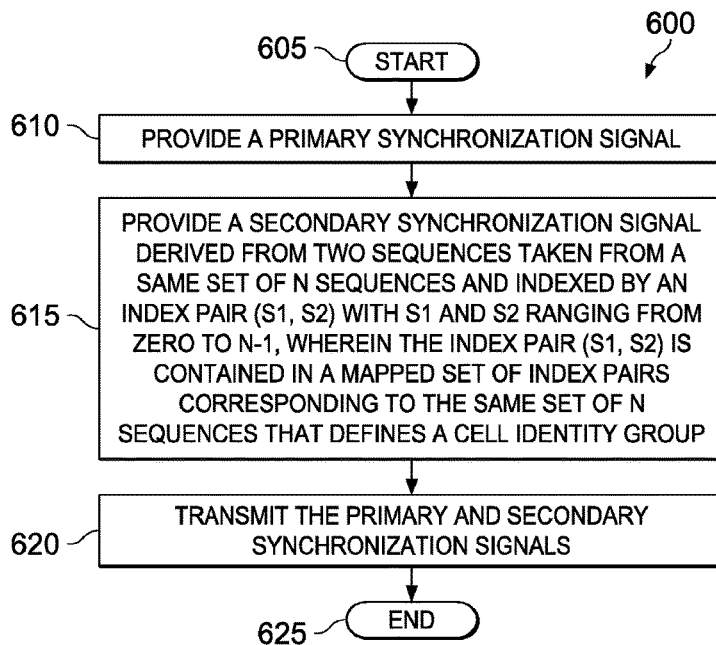 600
605
START
610
PROVIDE A PRIMARY SYNCHRONIZATION SIGNAL
615
PROVIDE A SECONDARY SYNCHRONIZATION SIGNAL
DERIVED FROM TWO SEQUENCES TAKEN FROM A
SAME SET OF N SEQUENCES AND INDEXED BY AN
INDEX PAIR (S1, S2) WITH S1 AND S2 RANGING FROM
ZERO TO N-1, WHEREIN THE INDEX PAIR (S1, S2) IS
CONTAINED IN A MAPPED SET OF INDEX PAIRS
CORRESPONDING TO THE SAME SET OF N
SEQUENCES THAT DEFINES A CELL IDENTITY GROUP
620
TRANSMIT THE PRIMARY AND SECONDARY
SYNCHRONIZATION SIGNALS
625
END